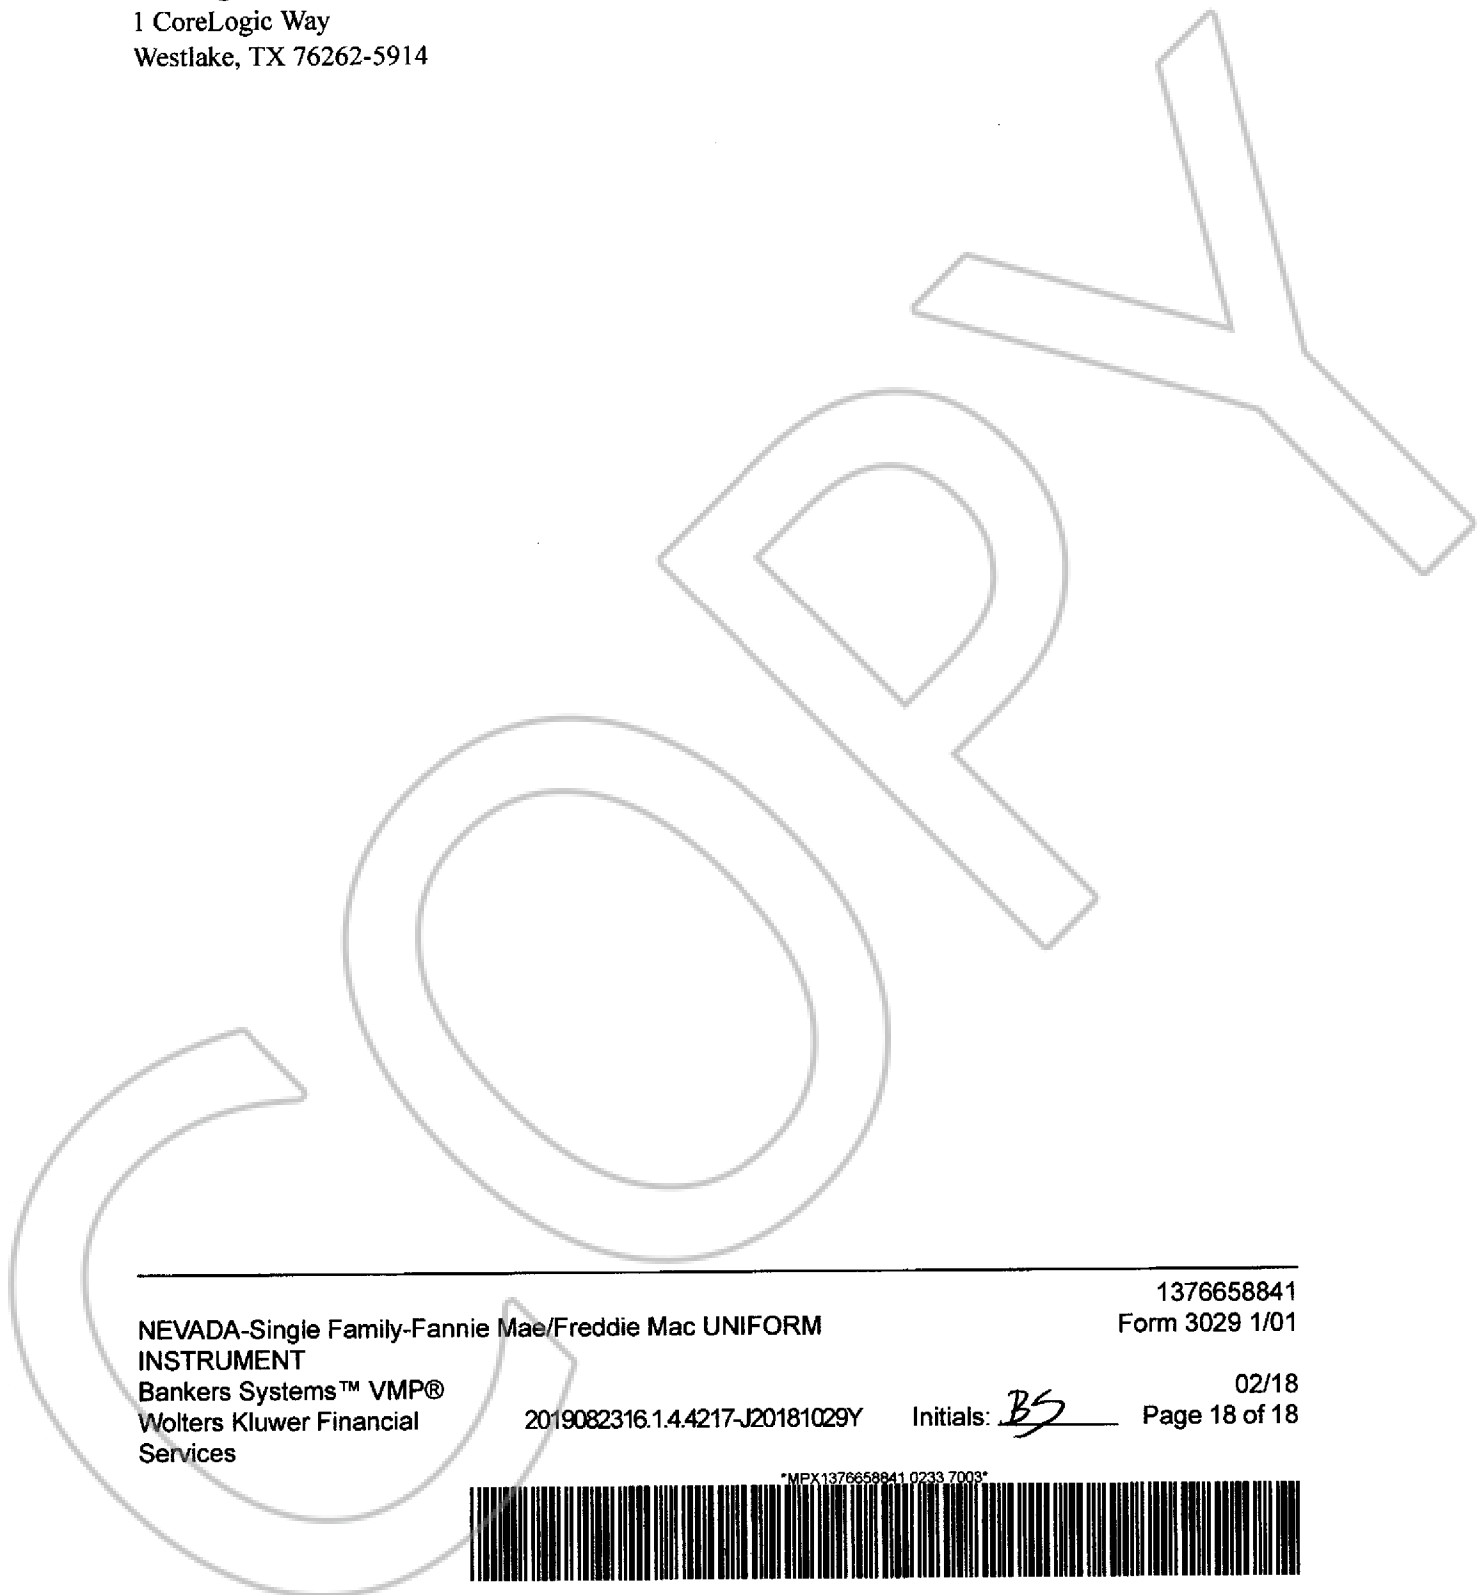 1 CoreLogic Way
Westlake, TX 76262-5914
COPY
1376658841
NEVADA-Single Family-Fannie Mae/Freddie Mac UNIFORM
INSTRUMENT
Form 3029 1/01
Bankers Systems™ VMP®
02/18
Wolters Kluwer Financial
Services
2019082316.1.4.4217-J20181029Y
Initials: BS
Page 18 of 18
*MPX1376658841 0233 7003*